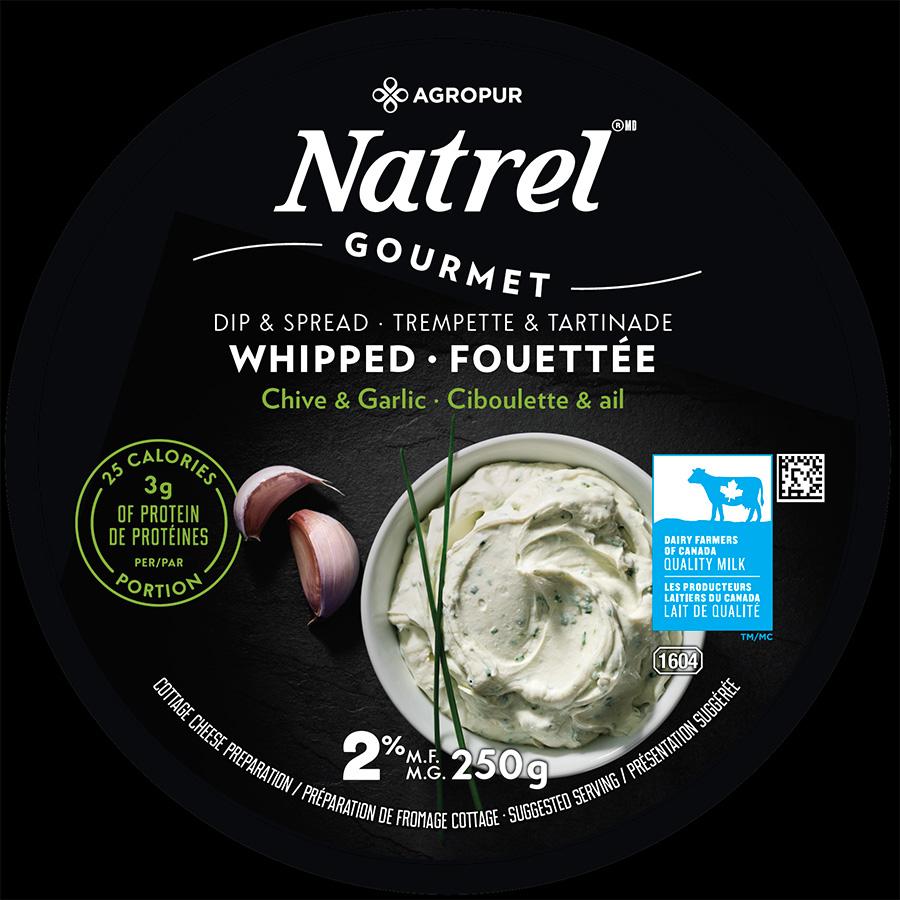 AGROPUR
Natrel ®MD
GOURMET
DIP & SPREAD · TREMPETTE & TARTINADE
WHIPPED · FOUETTÉE
Chive & Garlic · Ciboulette & ail
25 CALORIES
3g
OF PROTEIN
DE PROTÉINES
PER/PAR
PORTION
DAIRY FARMERS
OF CANADA
QUALITY MILK
LES PRODUCTEURS
LAITIERS DU CANADA
LAIT DE QUALITÉ
TM/MC
1604
2% M.F.
M.G. 250g
COTTAGE CHEESE PREPARATION / PRÉPARATION DE FROMAGE COTTAGE · SUGGESTED SERVING / PRÉSENTATION SUGGÉRÉE